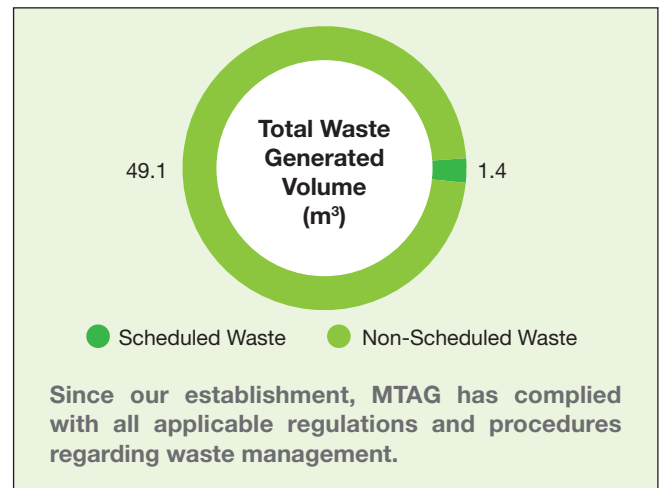 Total Waste
Generated
Volume
(m³)
49.1
1.4
Scheduled Waste
Non-Scheduled Waste
Since our establishment, MTAG has complied
with all applicable regulations and procedures
regarding waste management.